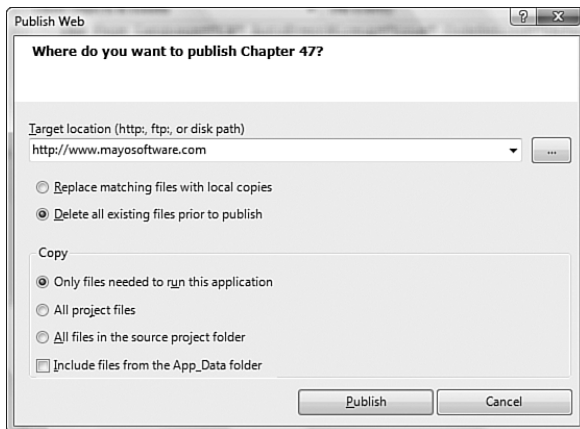 Publish Web
Where do you want to publish Chapter 47?
Target location (http:, ftp:, or disk path)
http://www.mayosoftware.com
...
Replace matching files with local copies
Delete all existing files prior to publish
Copy
Only files needed to run this application
All project files
All files in the source project folder
Include files from the App_Data folder
Publish Cancel